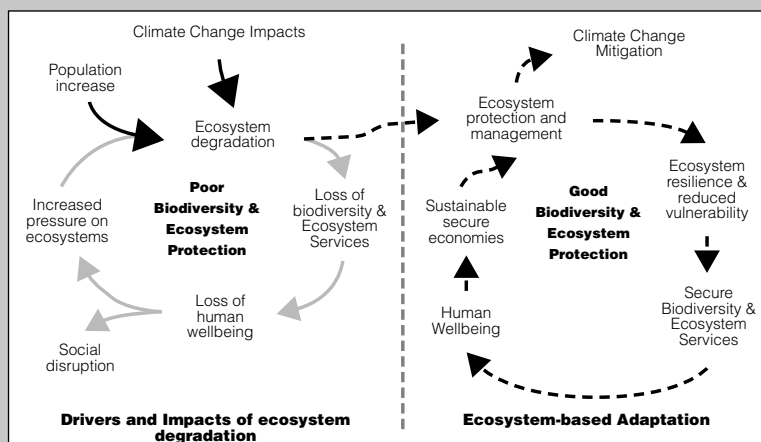 Climate Change Impacts
Population
increase
Ecosystem
degradation
Increased
pressure on
ecosystems
Poor
Biodiversity &
Ecosystem
Protection
Loss of
biodiversity &
Ecosystem
Services
Loss of
human
wellbeing
Social
disruption
Drivers and Impacts of ecosystem
degradation
Climate Change
Mitigation
Ecosystem
protection and
management
Ecosystem
resilience &
reduced
vulnerability
Sustainable
secure
economies
Good
Biodiversity &
Ecosystem
Protection
Human
Wellbeing
Secure
Biodiversity &
Ecosystem
Services
Ecosystem-based Adaptation